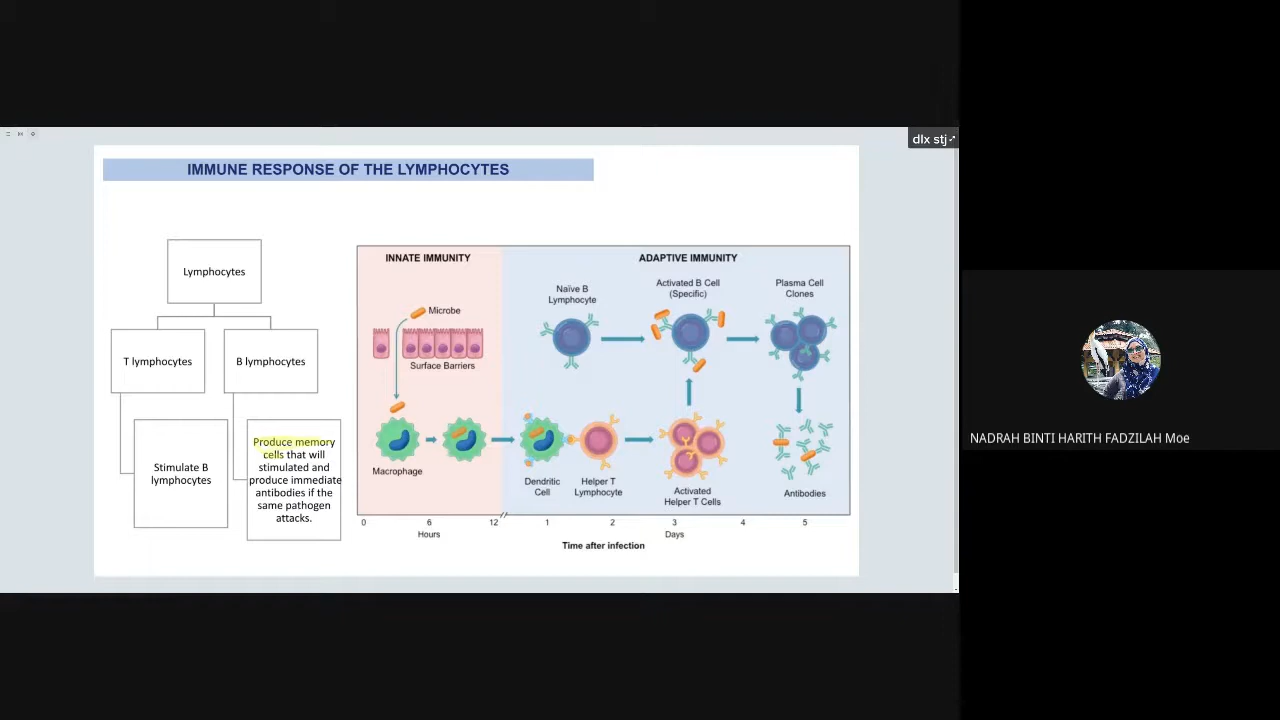 dlx stj
IMMUNE RESPONSE OF THE LYMPHOCYTES
Lymphocytes
T lymphocytes
B lymphocytes
Stimulate B
lymphocytes
Produce memory
cells that will
stimulated and
produce immediate
antibodies if the
same pathogen
attacks.
INNATE IMMUNITY
Microbe
Surface Barriers
Macrophage
ADAPTIVE IMMUNITY
Naïve B
Lymphocyte
Activated B Cell
(Specific)
Plasma Cell
Clones
Dendritic
Cell
Helper T
Lymphocyte
Activated
Helper T Cells
Antibodies
0 6 12 1 2 3 4 5
Hours
Days
Time after infection
NADRAH BINTI HARITH FADZILAH Moe